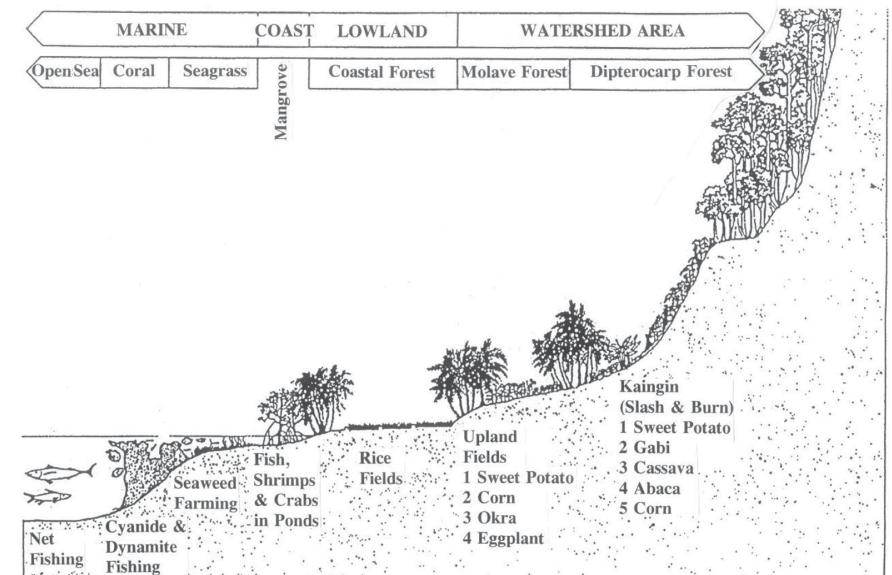 MARINE COAST LOWLAND WATERSHED AREA
Open Sea Coral Seagrass Mangrove Coastal Forest Molave Forest Dipterocarp Forest
Net
Fishing
Cyanide &
Dynamite
Fishing
Seaweed
Farming
Fish,
Shrimps
& Crabs
in Ponds
Rice
Fields
Upland
Fields
1 Sweet Potato
2 Corn
3 Okra
4 Eggplant
Kaingin
(Slash & Burn)
1 Sweet Potato
2 Gabi
3 Cassava
4 Abaca
5 Corn